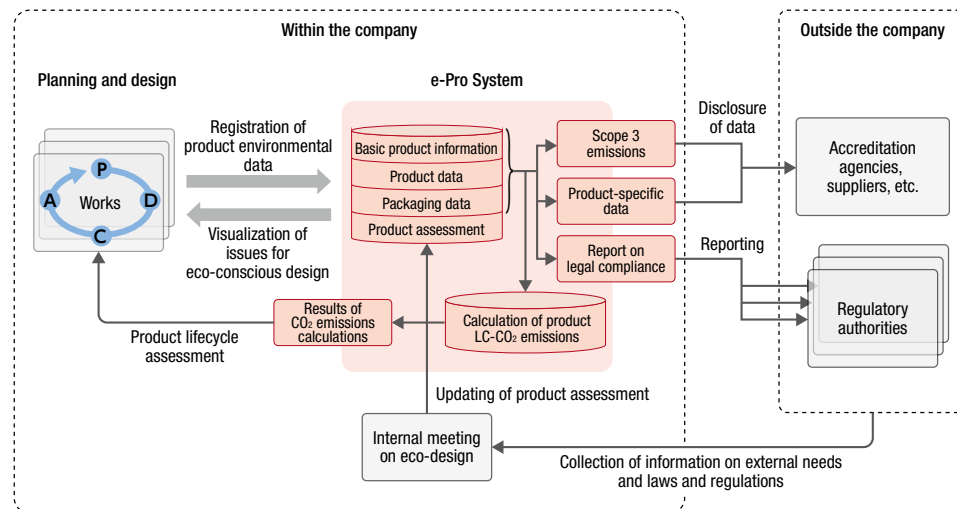 Within the company
Outside the company
Planning and design
e-Pro System
P
A
Works
D
C
Registration of
product environmental
data
Visualization of
issues for
eco-conscious design
Basic product information
Product data
Packaging data
Product assessment
Scope 3
emissions
Product-specific
data
Report on
legal compliance
Disclosure
of data
Reporting
Accreditation
agencies,
suppliers, etc.
Regulatory
authorities
Calculation of product
LC-CO₂ emissions
Results of
CO₂ emissions
calculations
Product lifecycle
assessment
Updating of product assessment
Internal meeting
on eco-design
Collection of information on external needs
and laws and regulations